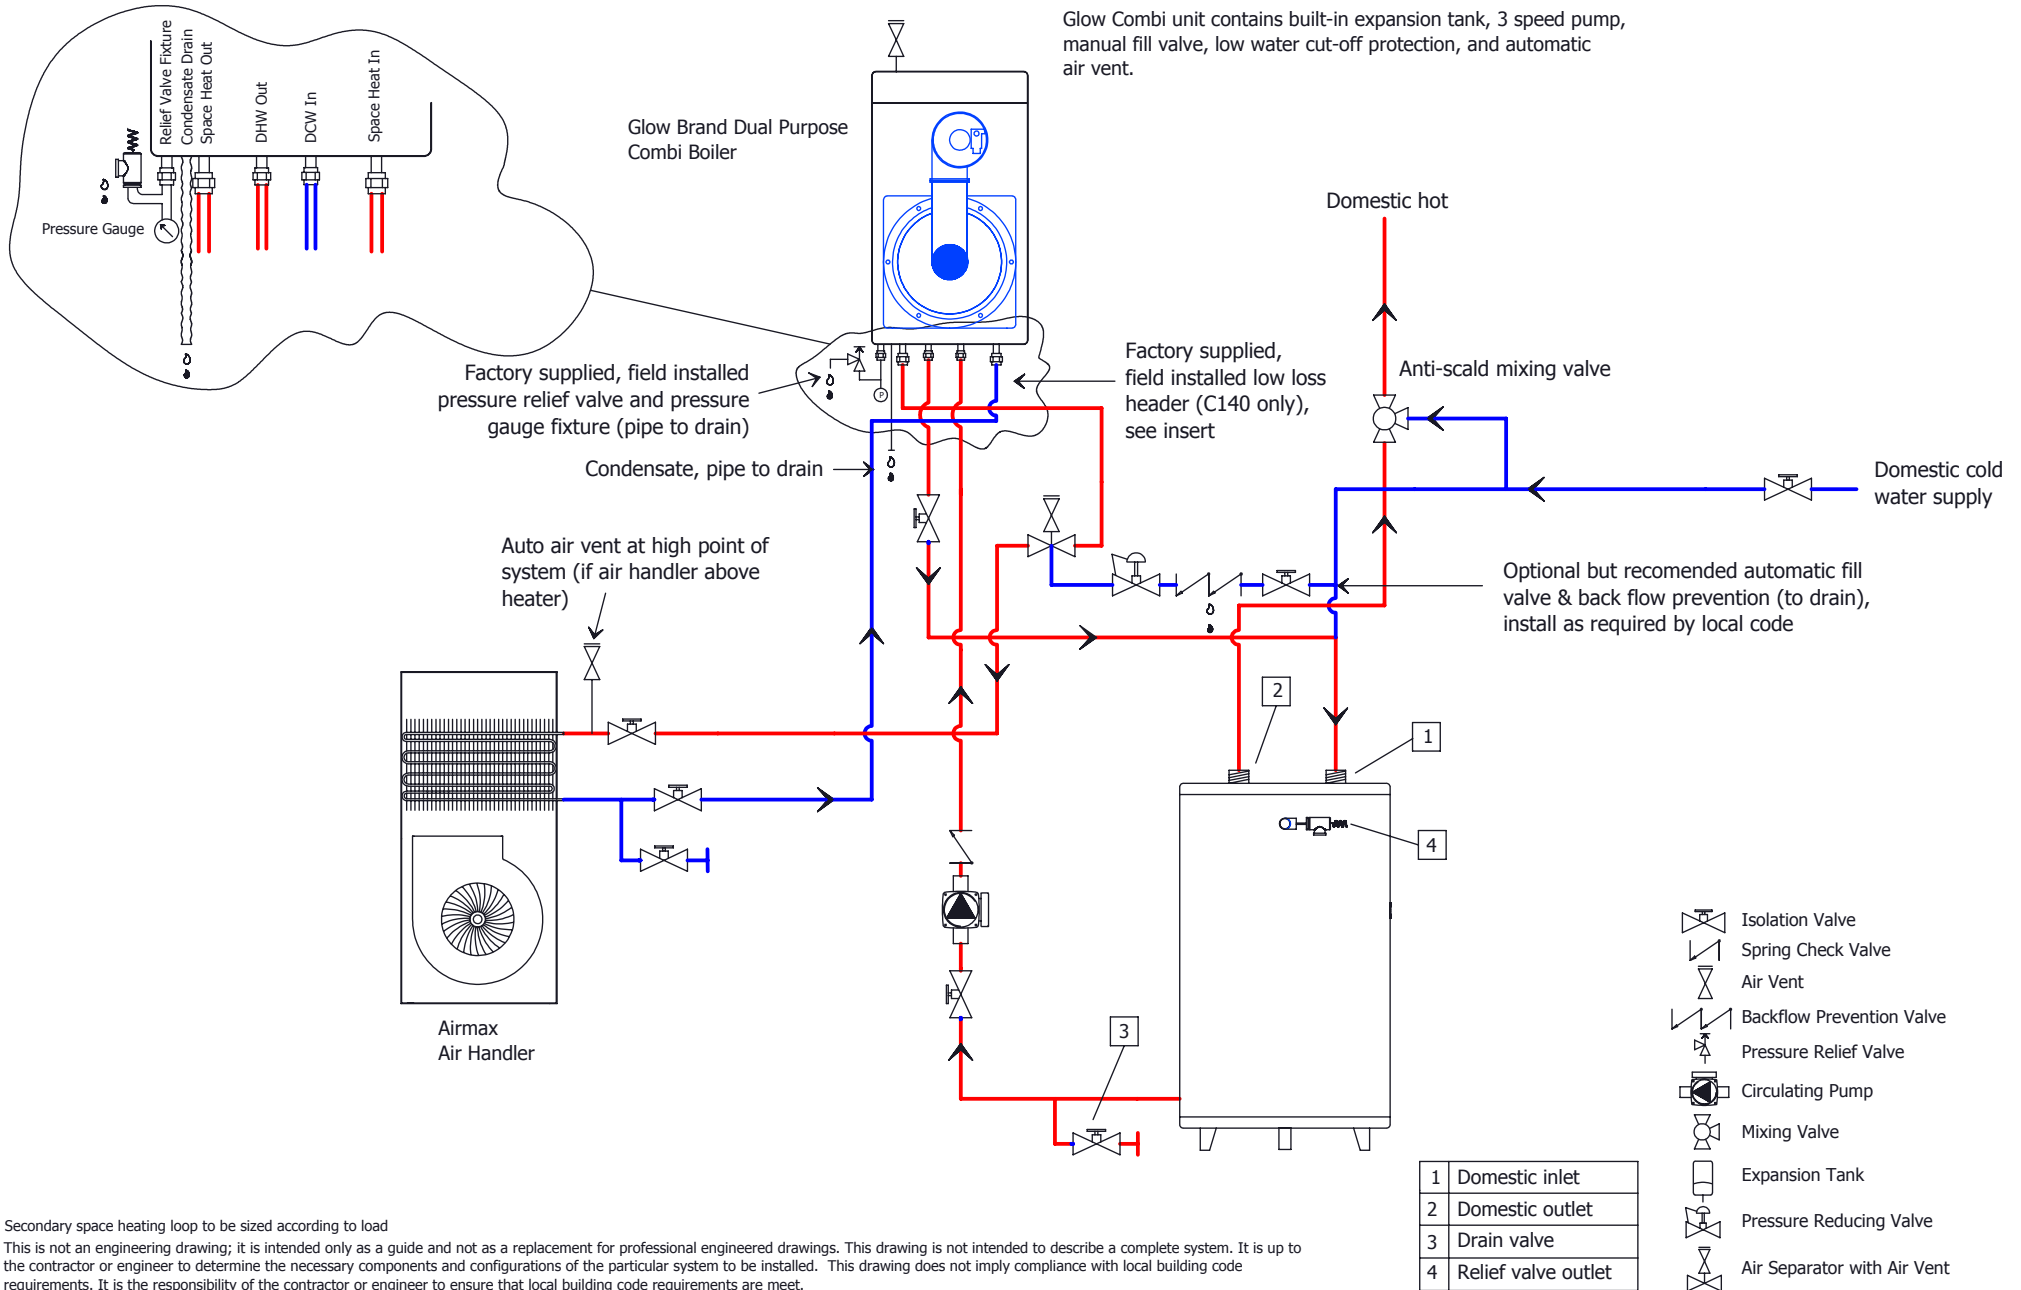 Glow Combi unit contains built-in expansion tank, 3 speed pump,
manual fill valve, low water cut-off protection, and automatic
air vent.
Relief Valve Fixture
Condensate Drain
Space Heat Out
DHW Out
DCW In
Space Heat In
Pressure Gauge
Glow Brand Dual Purpose
Combi Boiler
Domestic hot
Factory supplied, field installed
pressure relief valve and pressure
gauge fixture (pipe to drain)
P
Factory supplied,
field installed low loss
header (C140 only),
see insert
Anti-scald mixing valve
Condensate, pipe to drain
Domestic cold
water supply
Auto air vent at high point of
system (if air handler above
heater)
Optional but recomended automatic fill
valve & back flow prevention (to drain),
install as required by local code
2
1
4
3
Airmax
Air Handler
Isolation Valve
Spring Check Valve
Air Vent
Backflow Prevention Valve
Pressure Relief Valve
Circulating Pump
Mixing Valve
Expansion Tank
Pressure Reducing Valve
Air Separator with Air Vent
1 Domestic inlet
2 Domestic outlet
3 Drain valve
4 Relief valve outlet
Secondary space heating loop to be sized according to load
This is not an engineering drawing; it is intended only as a guide and not as a replacement for professional engineered drawings. This drawing is not intended to describe a complete system. It is up to
the contractor or engineer to determine the necessary components and configurations of the particular system to be installed. This drawing does not imply compliance with local building code
requirements. It is the responsibility of the contractor or engineer to ensure that local building code requirements are meet.